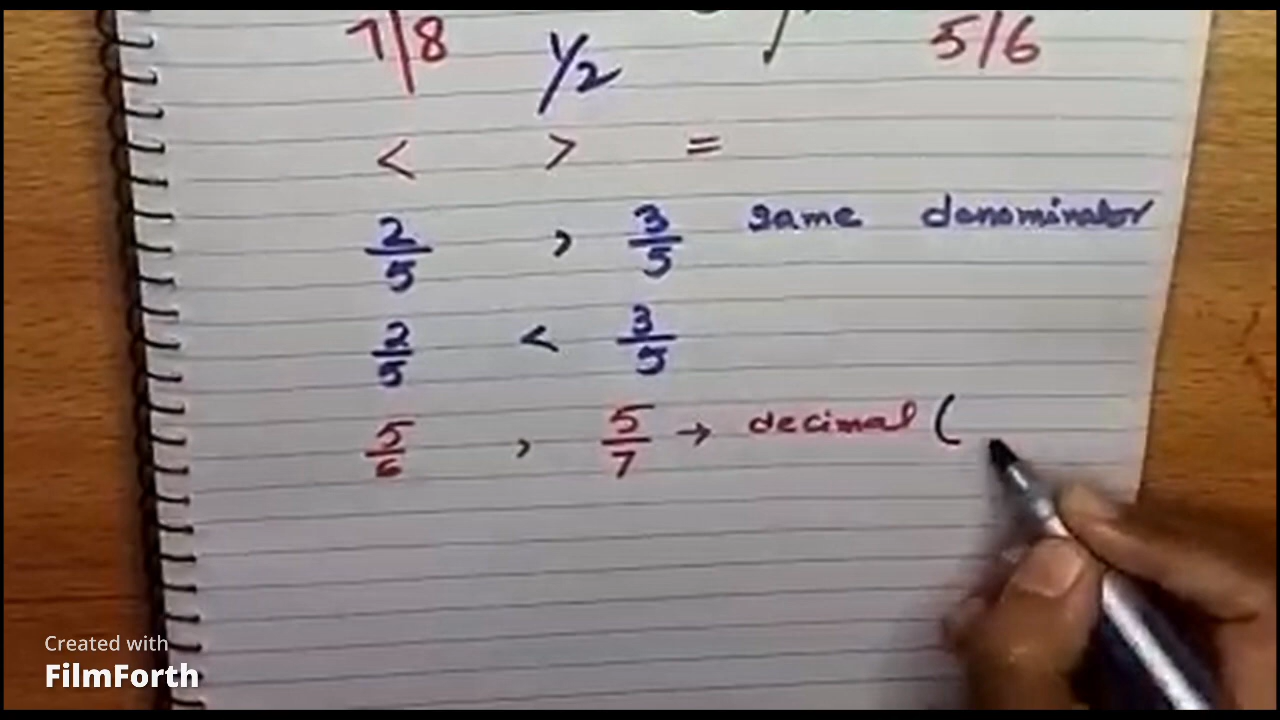 7/8 1/2 5/6
< > =
2/5 > 3/5 same danominator
2/5 < 3/5
5/6 > 5/7 → decimal (
Created with
FilmForth